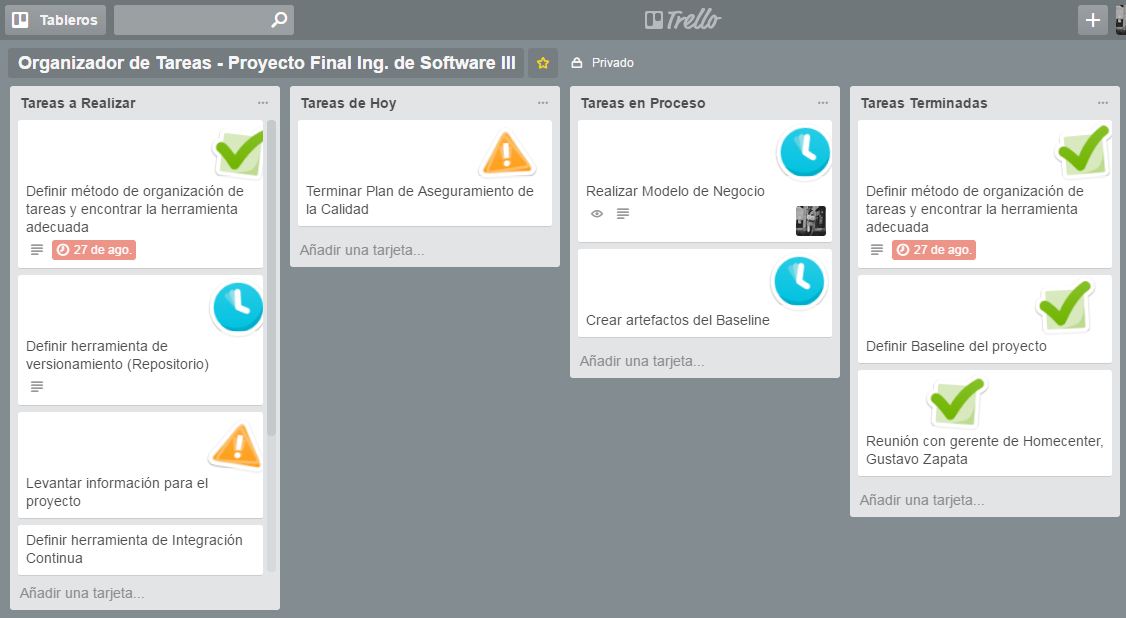 Tableros
Trello
Organizador de Tareas - Proyecto Final Ing. de Software III
Privado
Tareas a Realizar
Definir método de organización de
tareas y encontrar la herramienta
adecuada
27 de ago.
Definir herramienta de
versionamiento (Repositorio)
Levantar información para el
proyecto
Definir herramienta de Integración
Continua
Añadir una tarjeta...
Tareas de Hoy
Terminar Plan de Aseguramiento de
la Calidad
Añadir una tarjeta...
Tareas en Proceso
Realizar Modelo de Negocio
Crear artefactos del Baseline
Añadir una tarjeta...
Tareas Terminadas
Definir método de organización de
tareas y encontrar la herramienta
adecuada
27 de ago.
Definir Baseline del proyecto
Reunión con gerente de Homecenter,
Gustavo Zapata
Añadir una tarjeta...